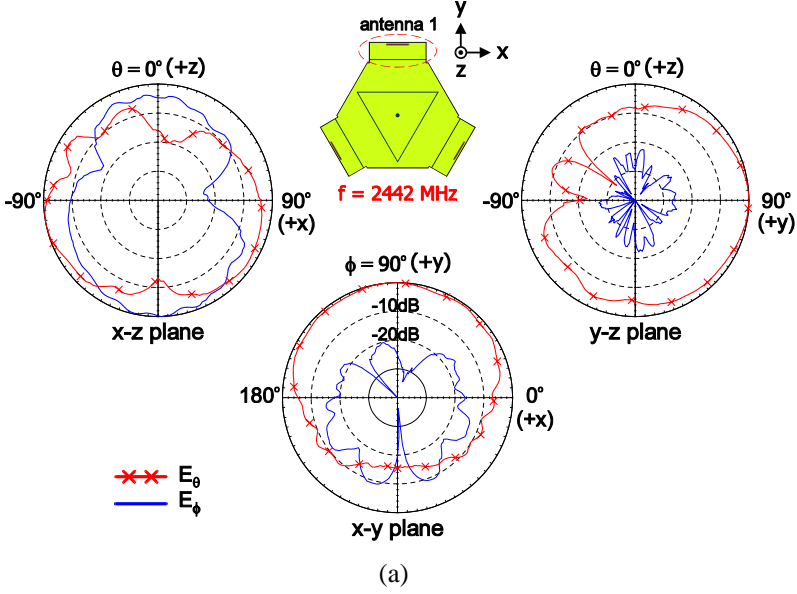 antenna 1
y
x
z
θ = 0° (+z)
-90°
90°
(+x)
x-z plane
f = 2442 MHz
θ = 0° (+z)
-90°
90°
(+y)
y-z plane
ϕ = 90° (+y)
-10dB
-20dB
180°
0°
(+x)
x-y plane
Eθ
Eϕ
(a)